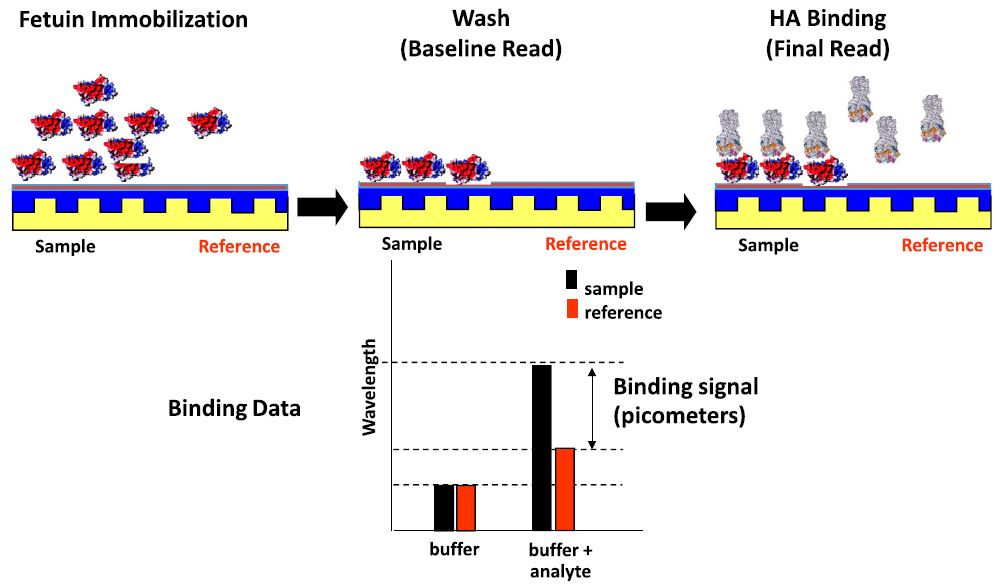 Fetuin Immobilization
Wash
(Baseline Read)
HA Binding
(Final Read)
Sample
Reference
Sample
Reference
Sample
Reference
sample
reference
Wavelength
Binding signal
(picometers)
Binding Data
buffer
buffer +
analyte